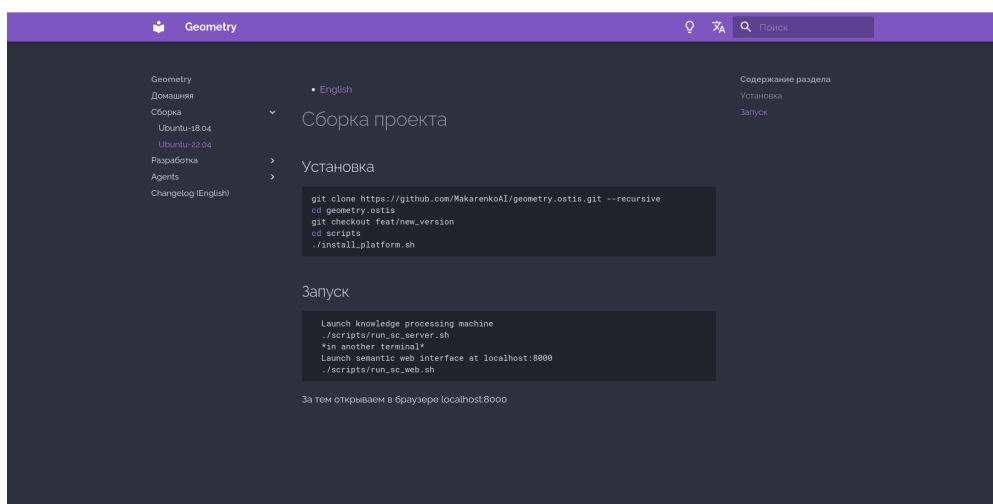 Geometry
Поиск
Geometry
Домашняя
Сборка
Ubuntu-18.04
Ubuntu-22.04
Разработка
Agents
Changelog (English)
English
Сборка проекта
Установка
git clone https://github.com/MakarenkoAI/geometry.ostis.git --recursive
cd geometry.ostis
git checkout feat/new_version
cd scripts
./install_platform.sh
Запуск
Launch knowledge processing machine
./scripts/run_sc_server.sh
*in another terminal*
Launch semantic web interface at localhost:8000
./scripts/run_sc_web.sh
За тем открываем в браузере localhost:8000
Содержание раздела
Установка
Запуск